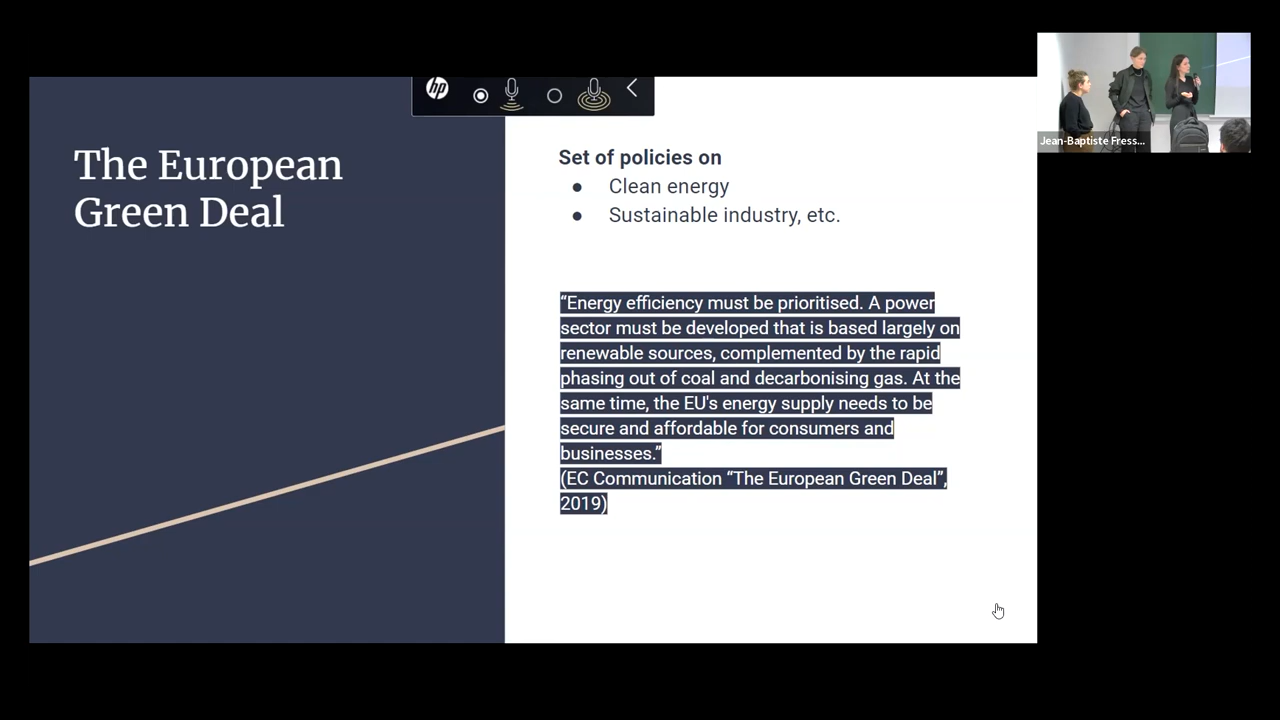 hp
The European
Green Deal
Set of policies on
● Clean energy
● Sustainable industry, etc.
“Energy efficiency must be prioritised. A power
sector must be developed that is based largely on
renewable sources, complemented by the rapid
phasing out of coal and decarbonising gas. At the
same time, the EU's energy supply needs to be
secure and affordable for consumers and
businesses.”
(EC Communication “The European Green Deal”,
2019)
Jean-Baptiste Fress...